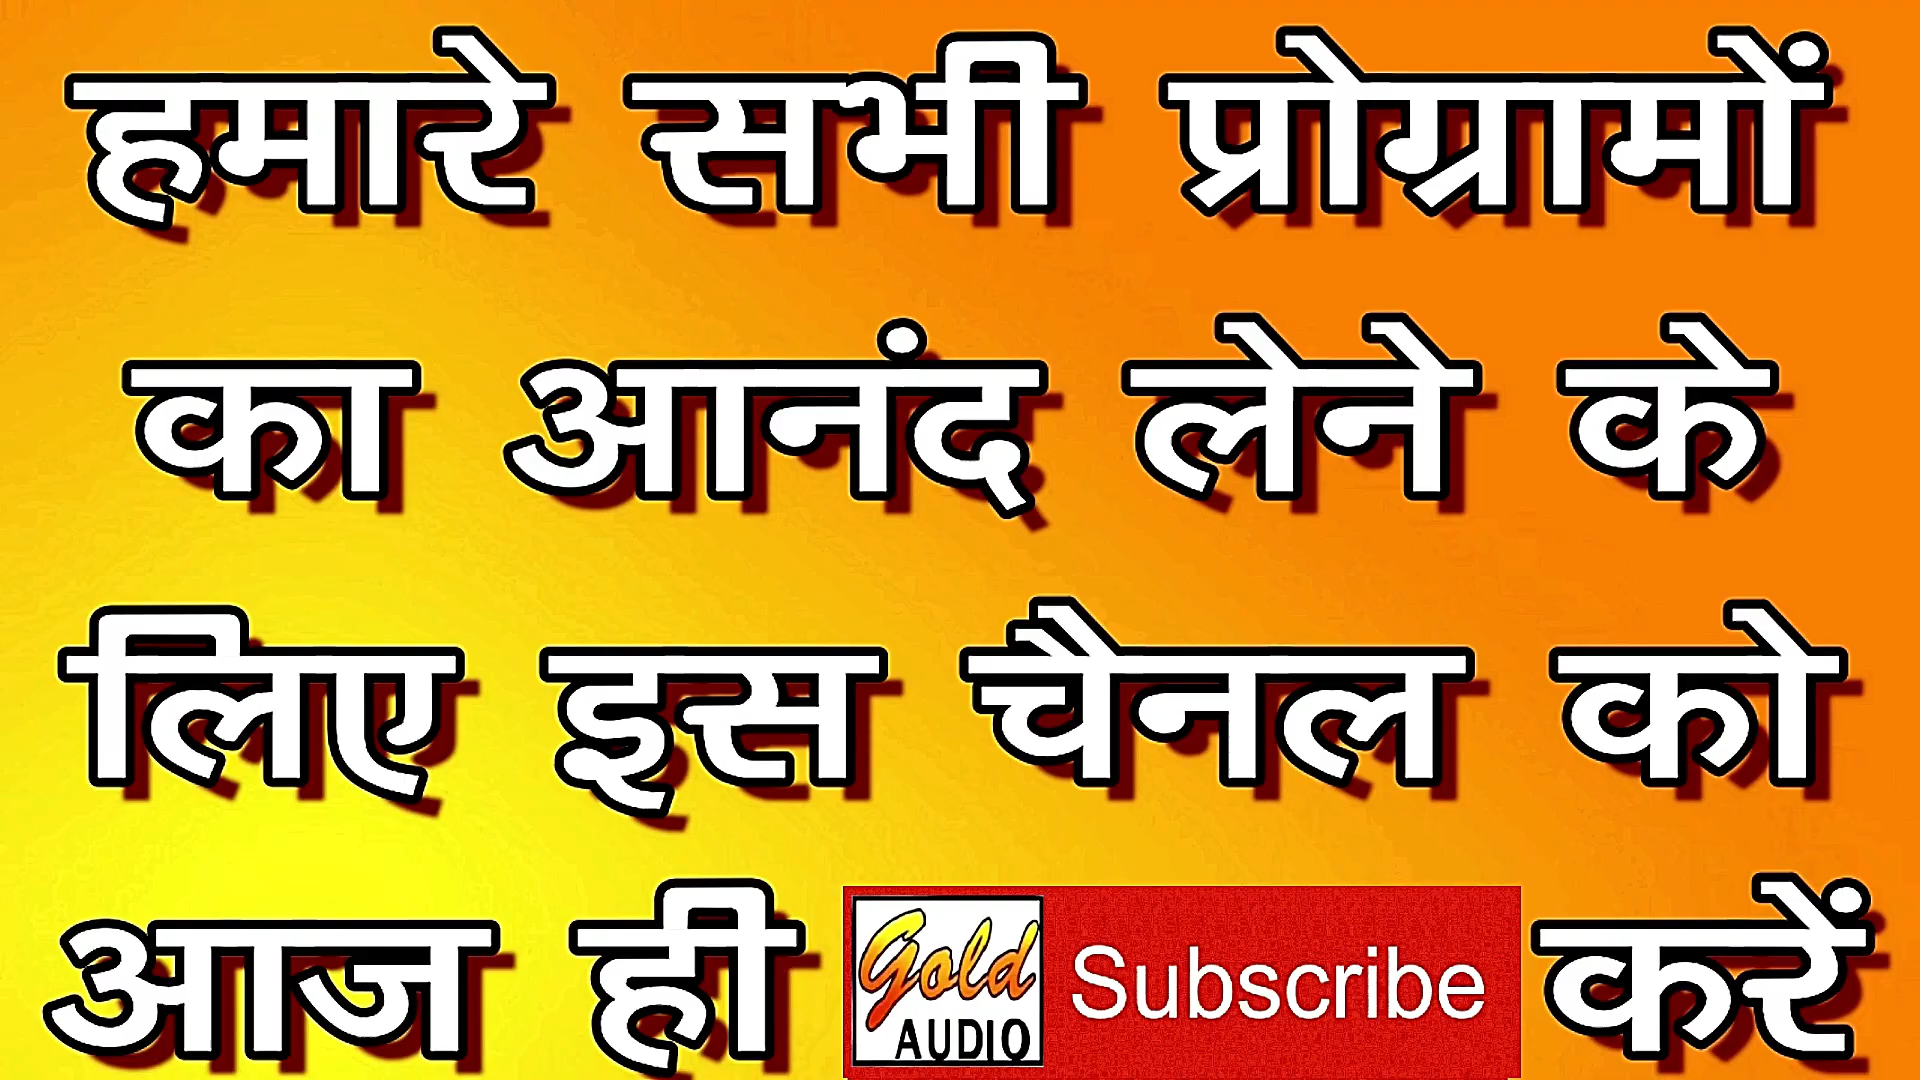 हमारे सभी प्रोग्रामों
का आनंद लेने के
लिए इस चैनल को
आज ही Gold AUDIO Subscribe करें